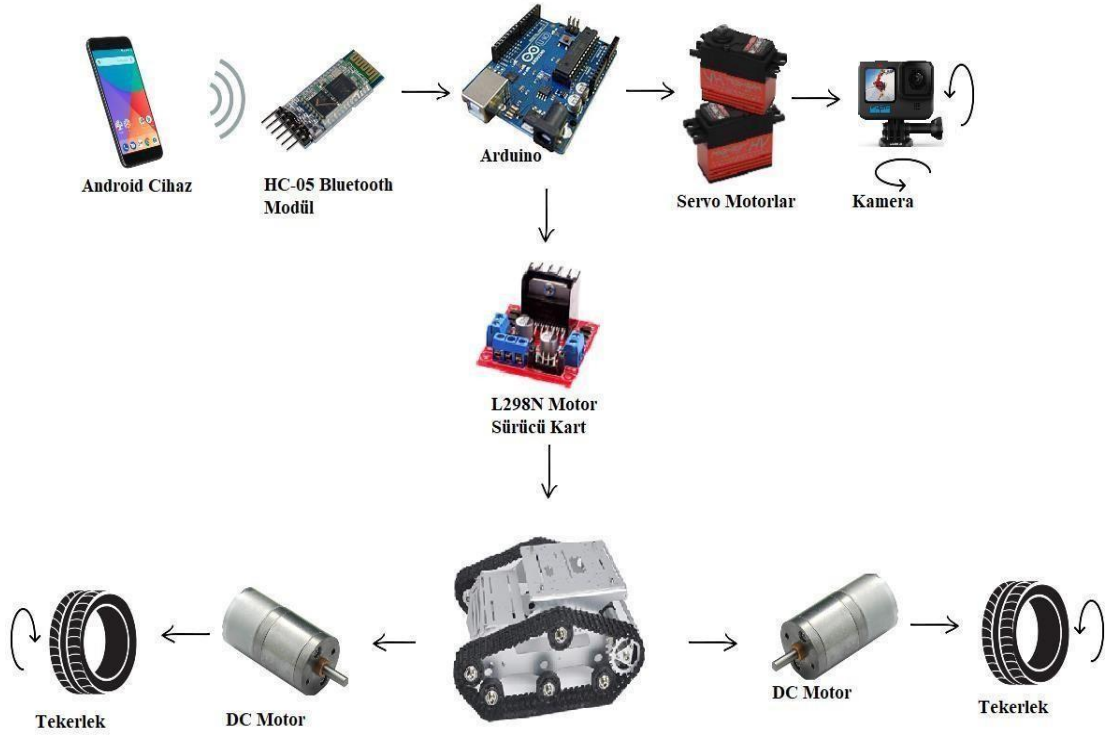 ARDUINO
Android Cihaz
HC-05 Bluetooth
Modül
Arduino
Servo Motorlar
Kamera
L298N Motor
Sürücü Kart
Tekerlek
DC Motor
DC Motor
Tekerlek